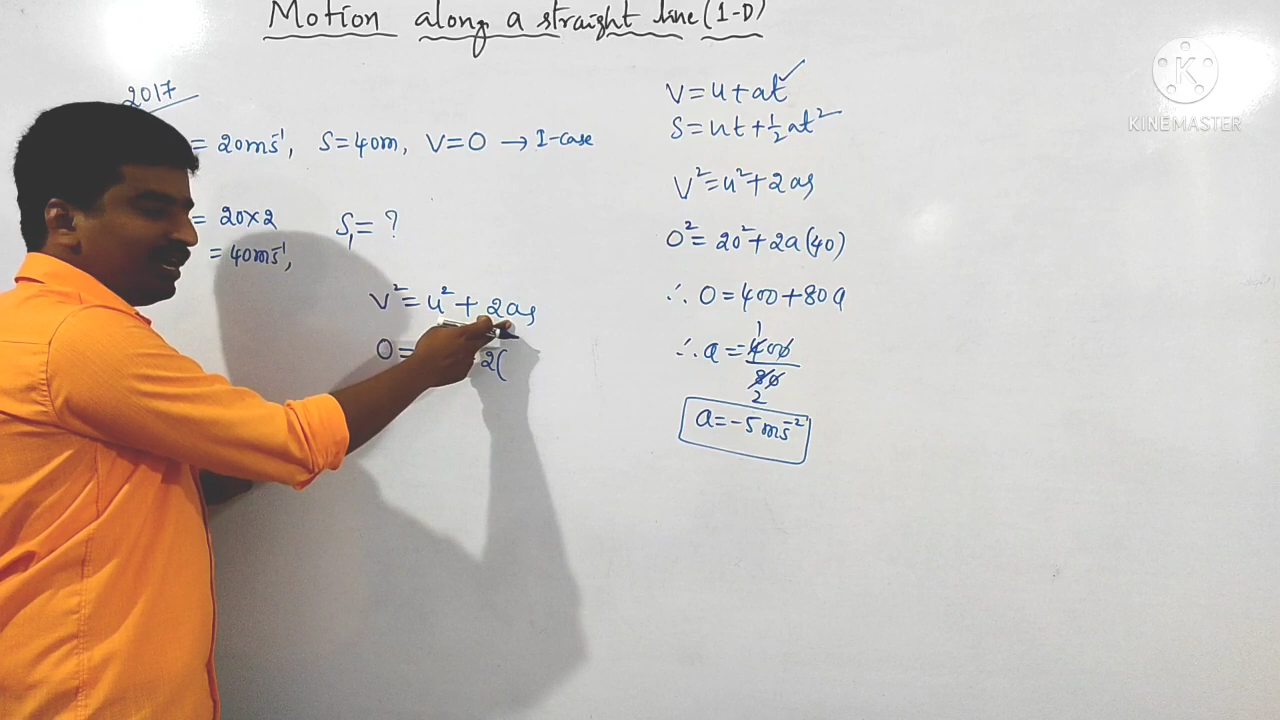 Motion along a straight line (1-D)
2017
= 20ms⁻¹, S=40m, V=0 → I-case
= 20×2 S₁= ?
= 40ms⁻¹,
V²=u²+2as
0= 2(
V=u+at
S=ut+½at²
V²=u²+2as
0²=20²+2a(40)
∴ 0=400+80a
∴ a=-400/80
1
2
a=-5ms⁻²
KINEMASTER